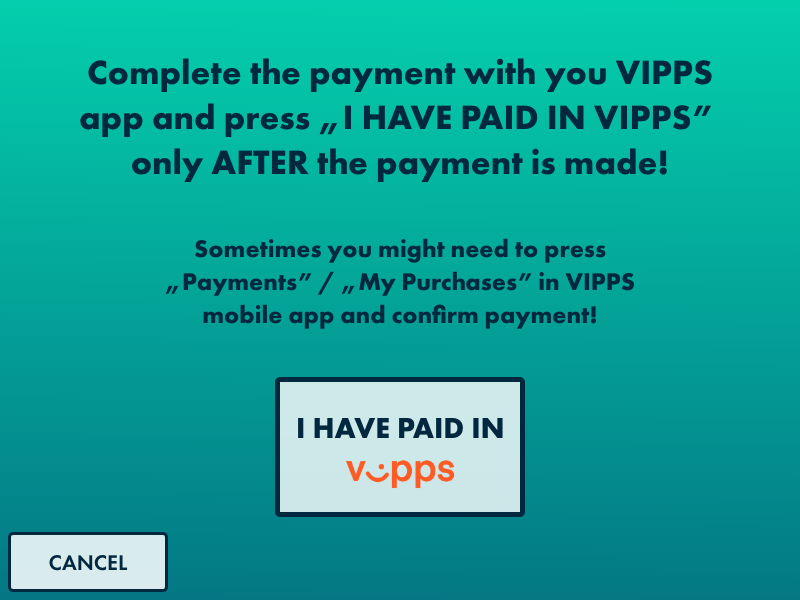 Complete the payment with you VIPPS
app and press „I HAVE PAID IN VIPPS”
only AFTER the payment is made!
Sometimes you might need to press
„Payments” / „My Purchases” in VIPPS
mobile app and confirm payment!
I HAVE PAID IN
vipps
CANCEL